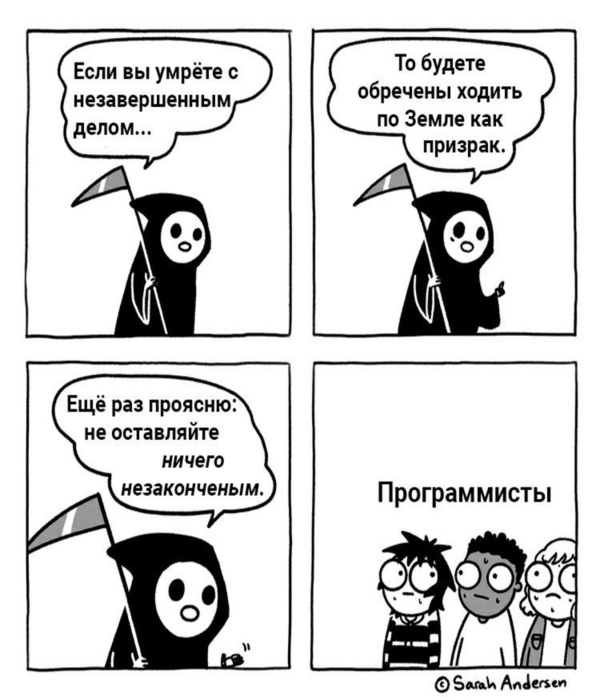 Если вы умрёте с
незавершенным
делом...
То будете
обречены ходить
по Земле как
призрак.
Ещё раз проясню:
не оставляйте
ничего
незаконченым.
Программисты
© Sarah Andersen